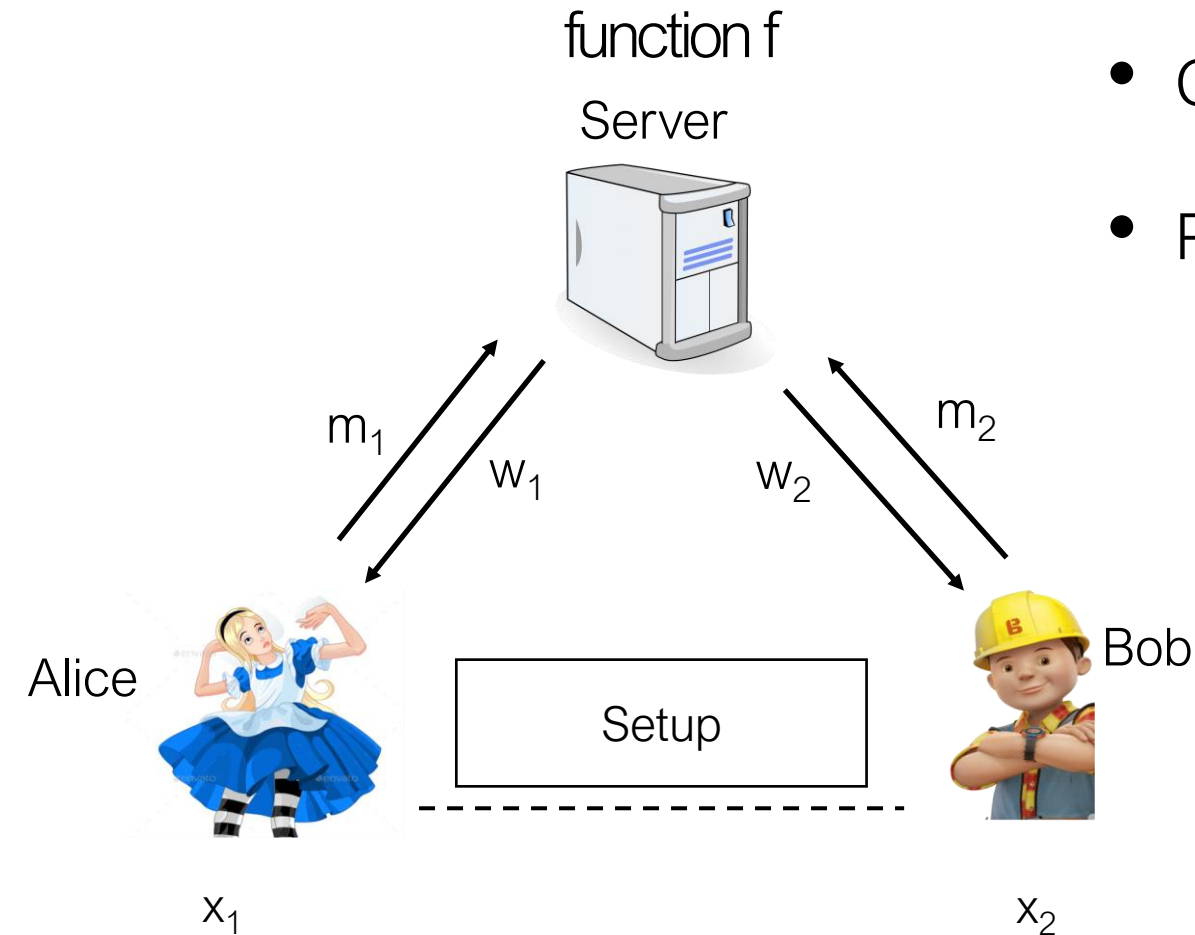 function f
Server
m₁
w₁
w₂
m₂
Alice
Setup
Bob
x₁
x₂